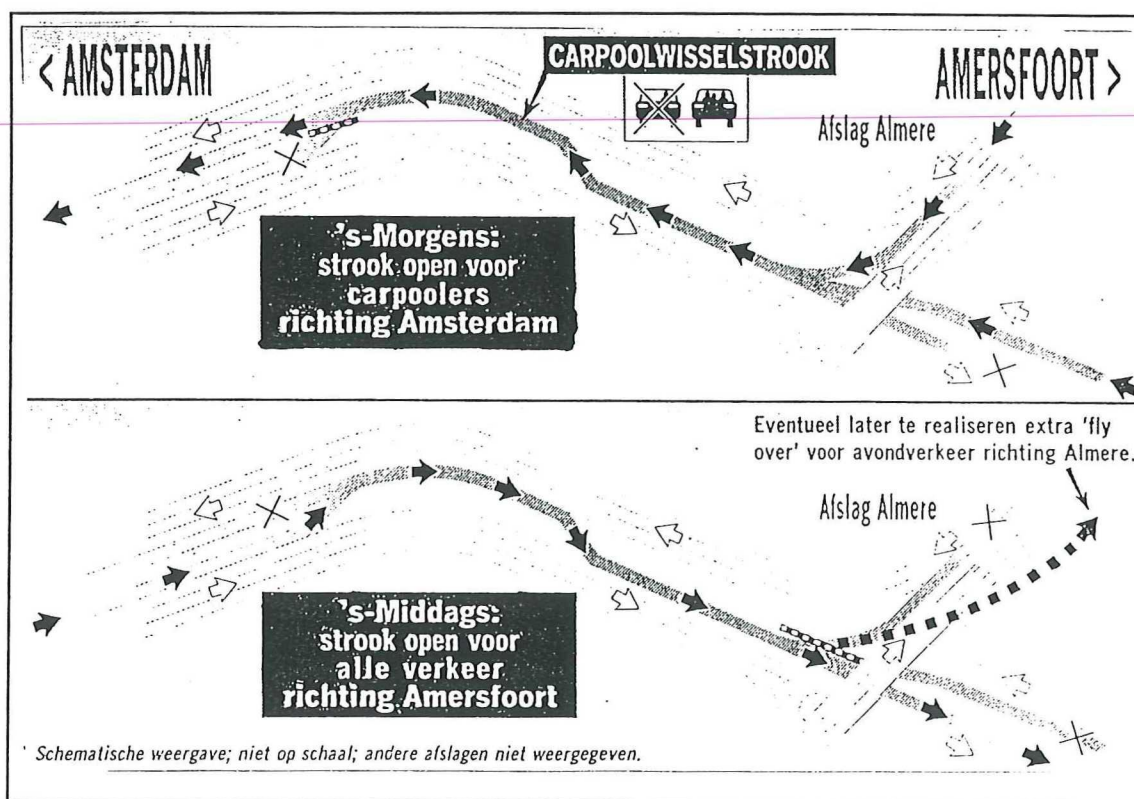 < AMSTERDAM
CARPOOLWISSELSTROOK
AMERSFOORT >
Afslag Almere
's-Morgens:
strook open voor
carpoolers
richting Amsterdam
Eventueel later te realiseren extra 'fly
over' voor avondverkeer richting Almere.
Afslag Almere
's-Middags:
strook open voor
alle verkeer
richting Amersfoort
' Schematische weergave; niet op schaal; andere afslagen niet weergegeven.